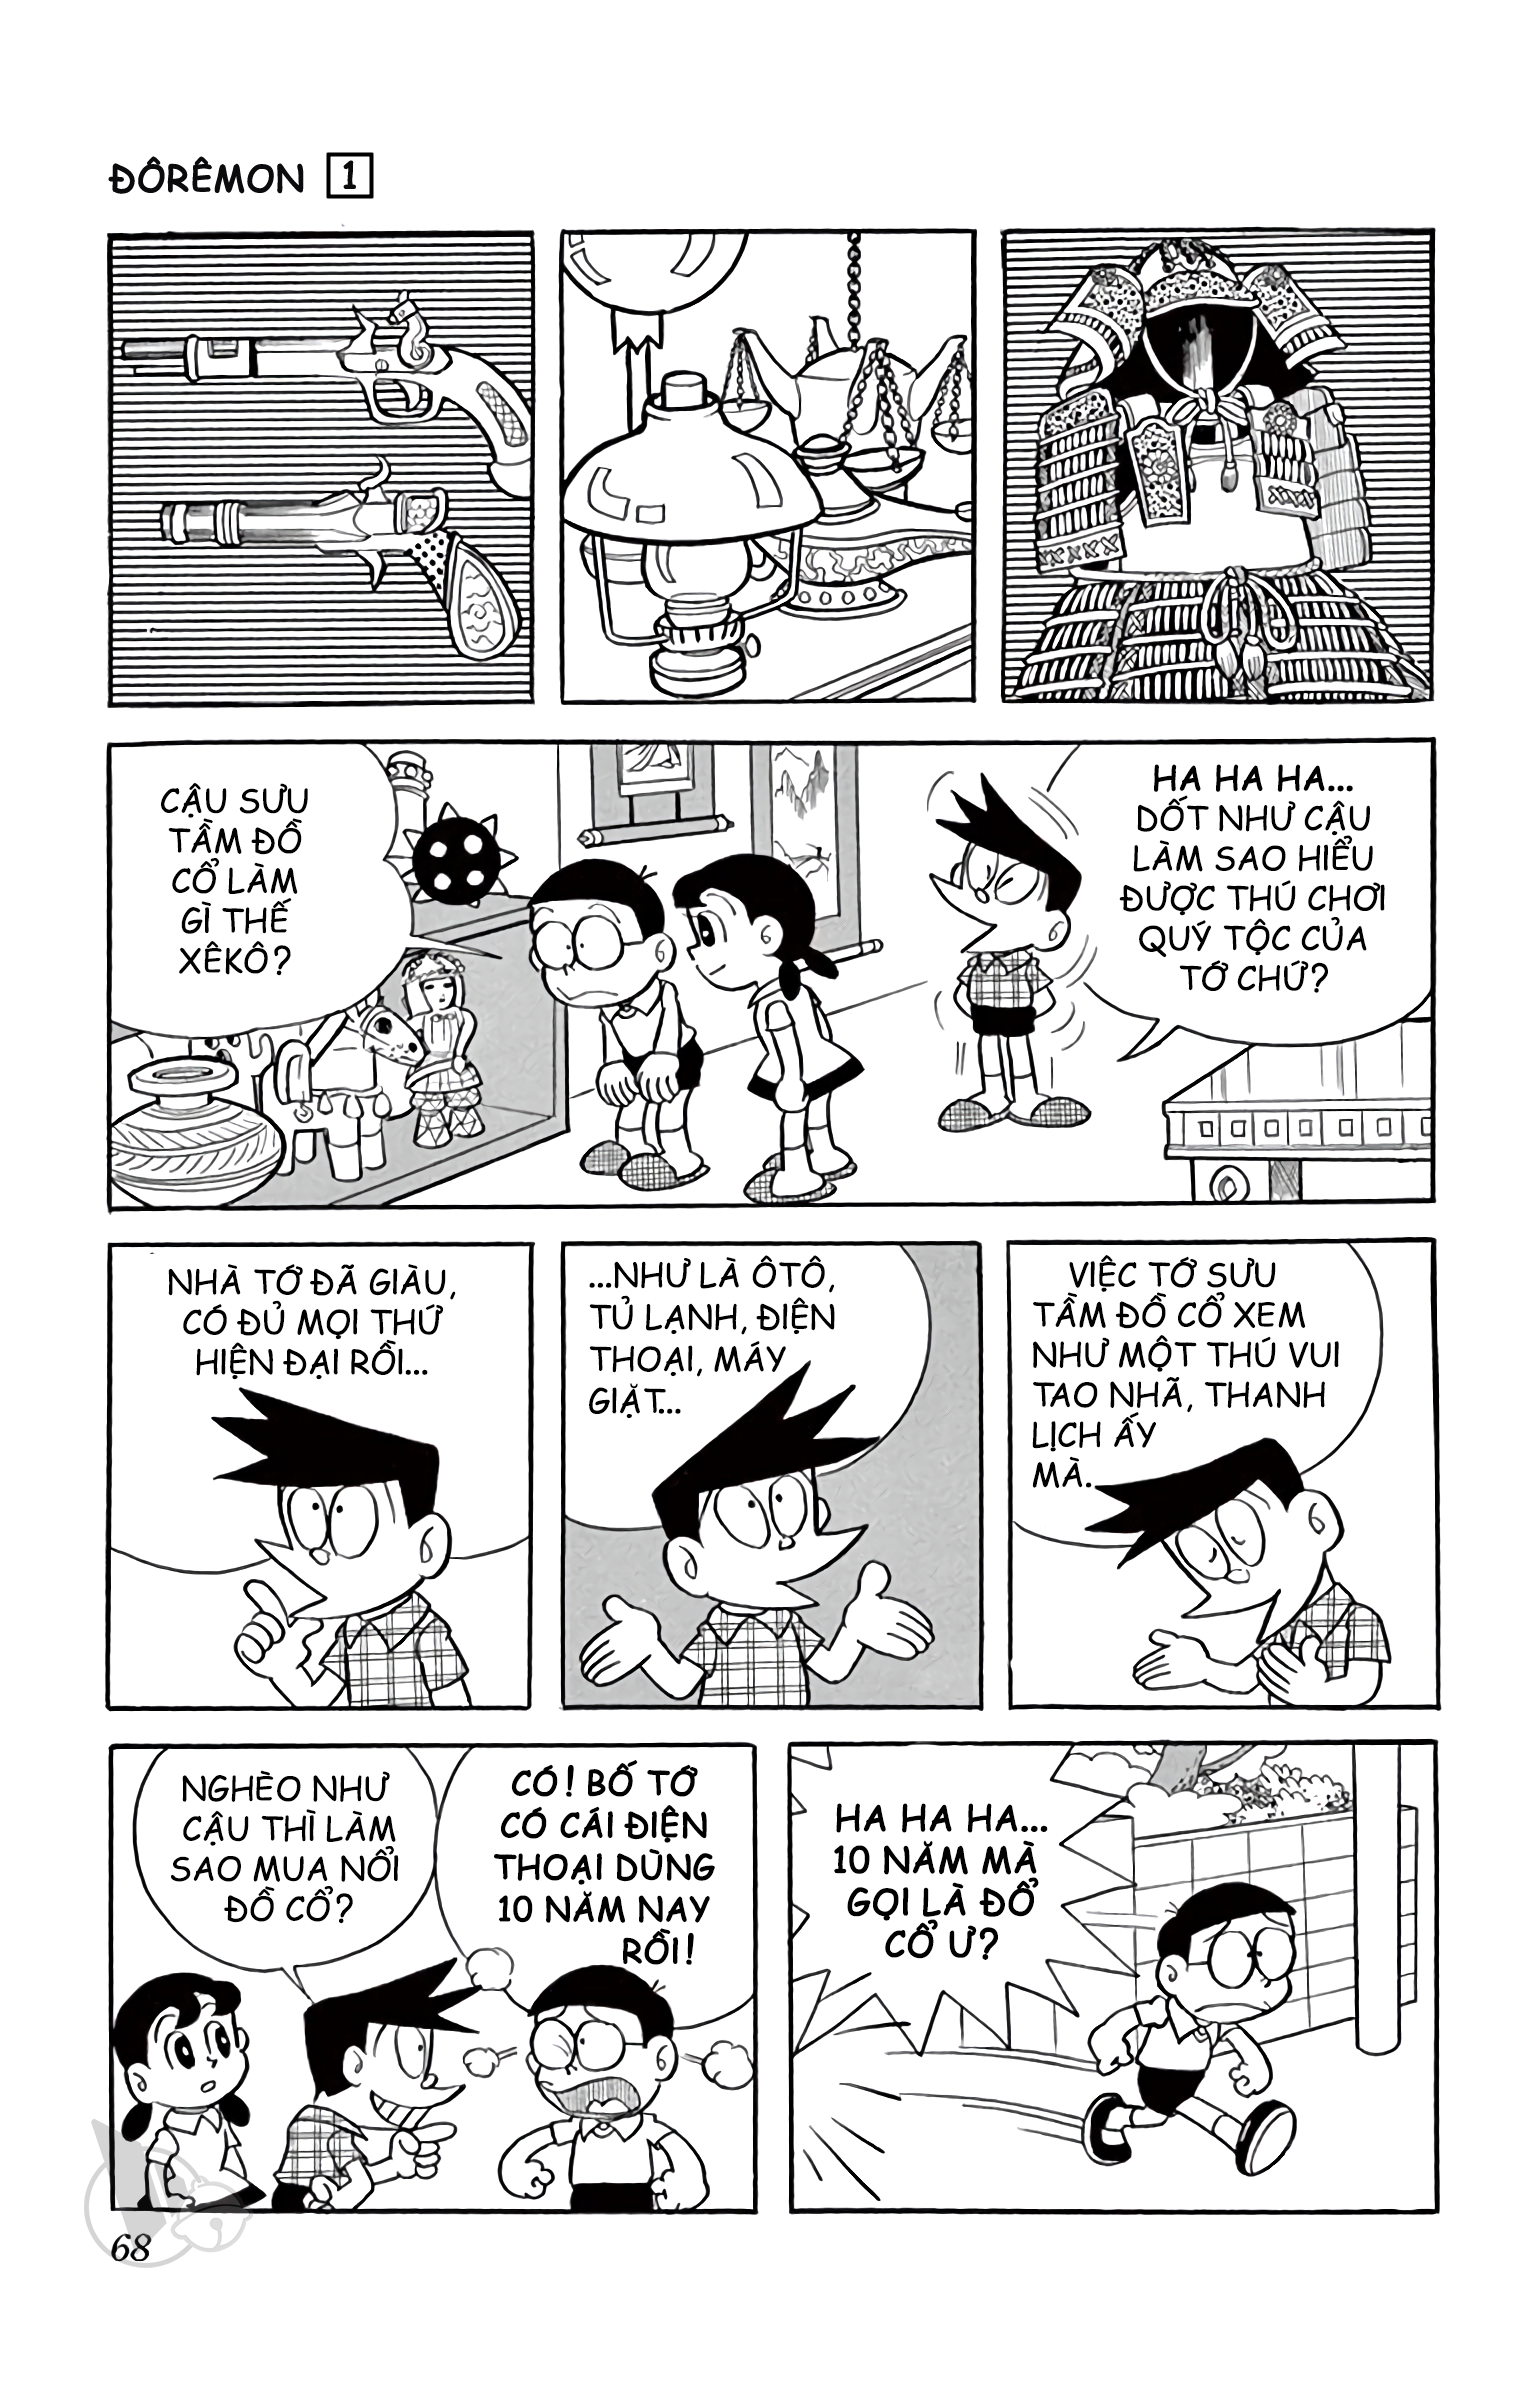 ĐÔRÊMON 1
CẬU SƯU
TẦM ĐỒ
CỔ LÀM
GÌ THẾ
XÊKÔ?
HA HA HA...
DỐT NHƯ CẬU
LÀM SAO HIỂU
ĐƯỢC THÚ CHƠI
QUÝ TỘC CỦA
TỚ CHỨ?
NHÀ TỚ ĐÃ GIÀU,
CÓ ĐỦ MỌI THỨ
HIỆN ĐẠI RỒI...
...NHƯ LÀ ÔTÔ,
TỦ LẠNH, ĐIỆN
THOẠI, MÁY
GIẶT...
VIỆC TỚ SƯU
TẦM ĐỒ CỔ XEM
NHƯ MỘT THÚ VUI
TAO NHÃ, THANH
LỊCH ẤY
MÀ.
NGHÈO NHƯ
CẬU THÌ LÀM
SAO MUA NỔI
ĐỒ CỔ?
CÓ! BỐ TỚ
CÓ CÁI ĐIỆN
THOẠI DÙNG
10 NĂM NAY
RỒI!
HA HA HA...
10 NĂM MÀ
GỌI LÀ ĐỔ
CỔ Ư?
68